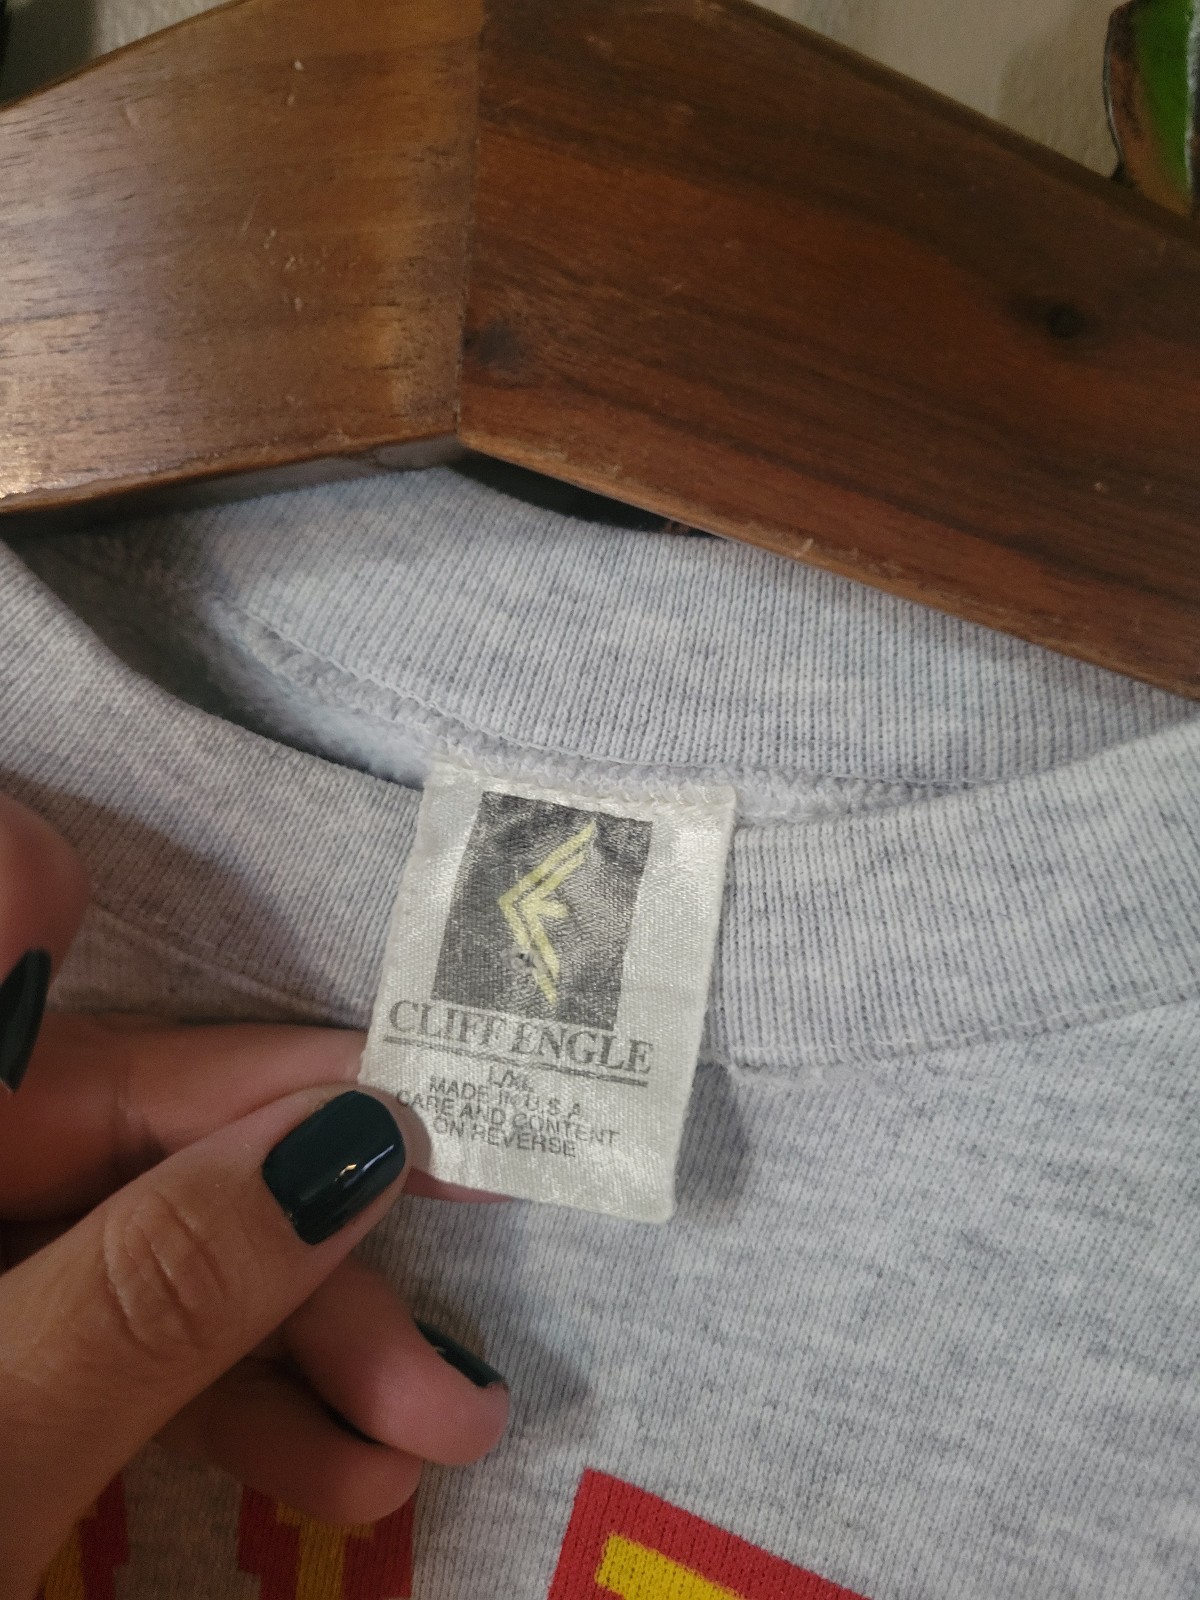 CLIFF ENGLE
L/XL
MADE IN U.S.A.
CARE AND CONTENT
ON REVERSE